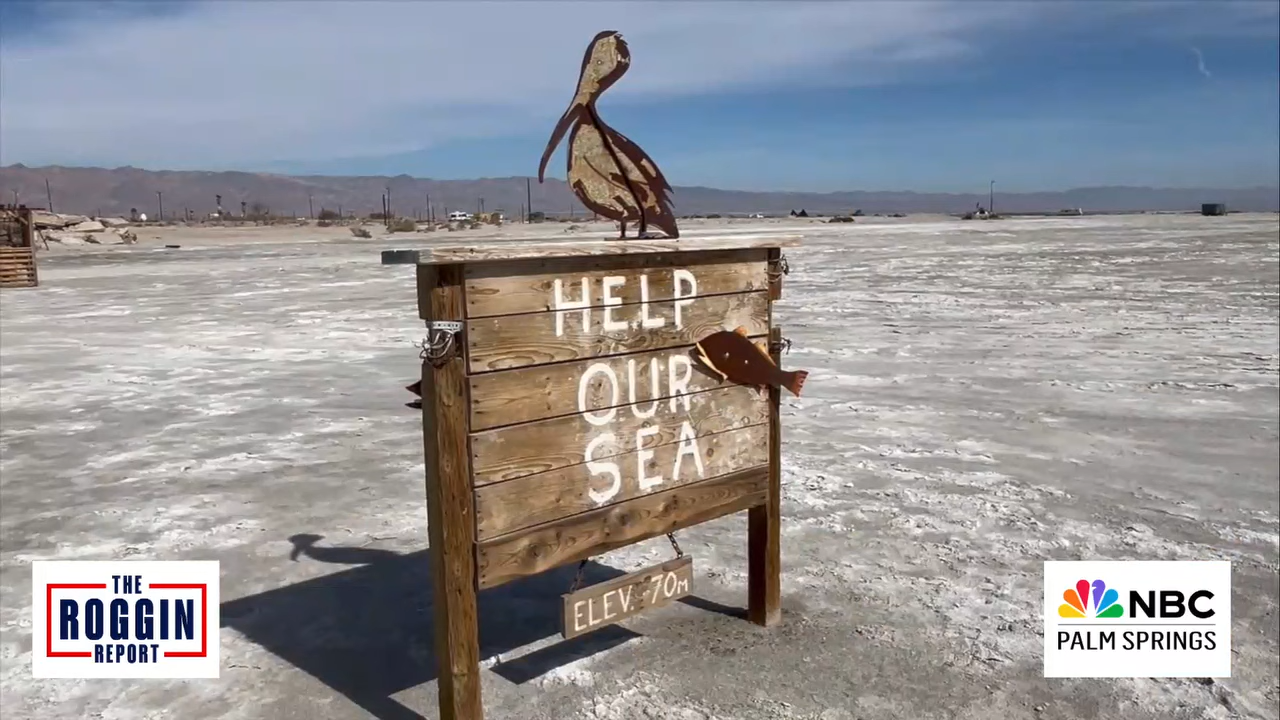 HELP
OUR
SEA
ELEV. -70M
THE
ROGGIN
REPORT
NBC
PALM SPRINGS